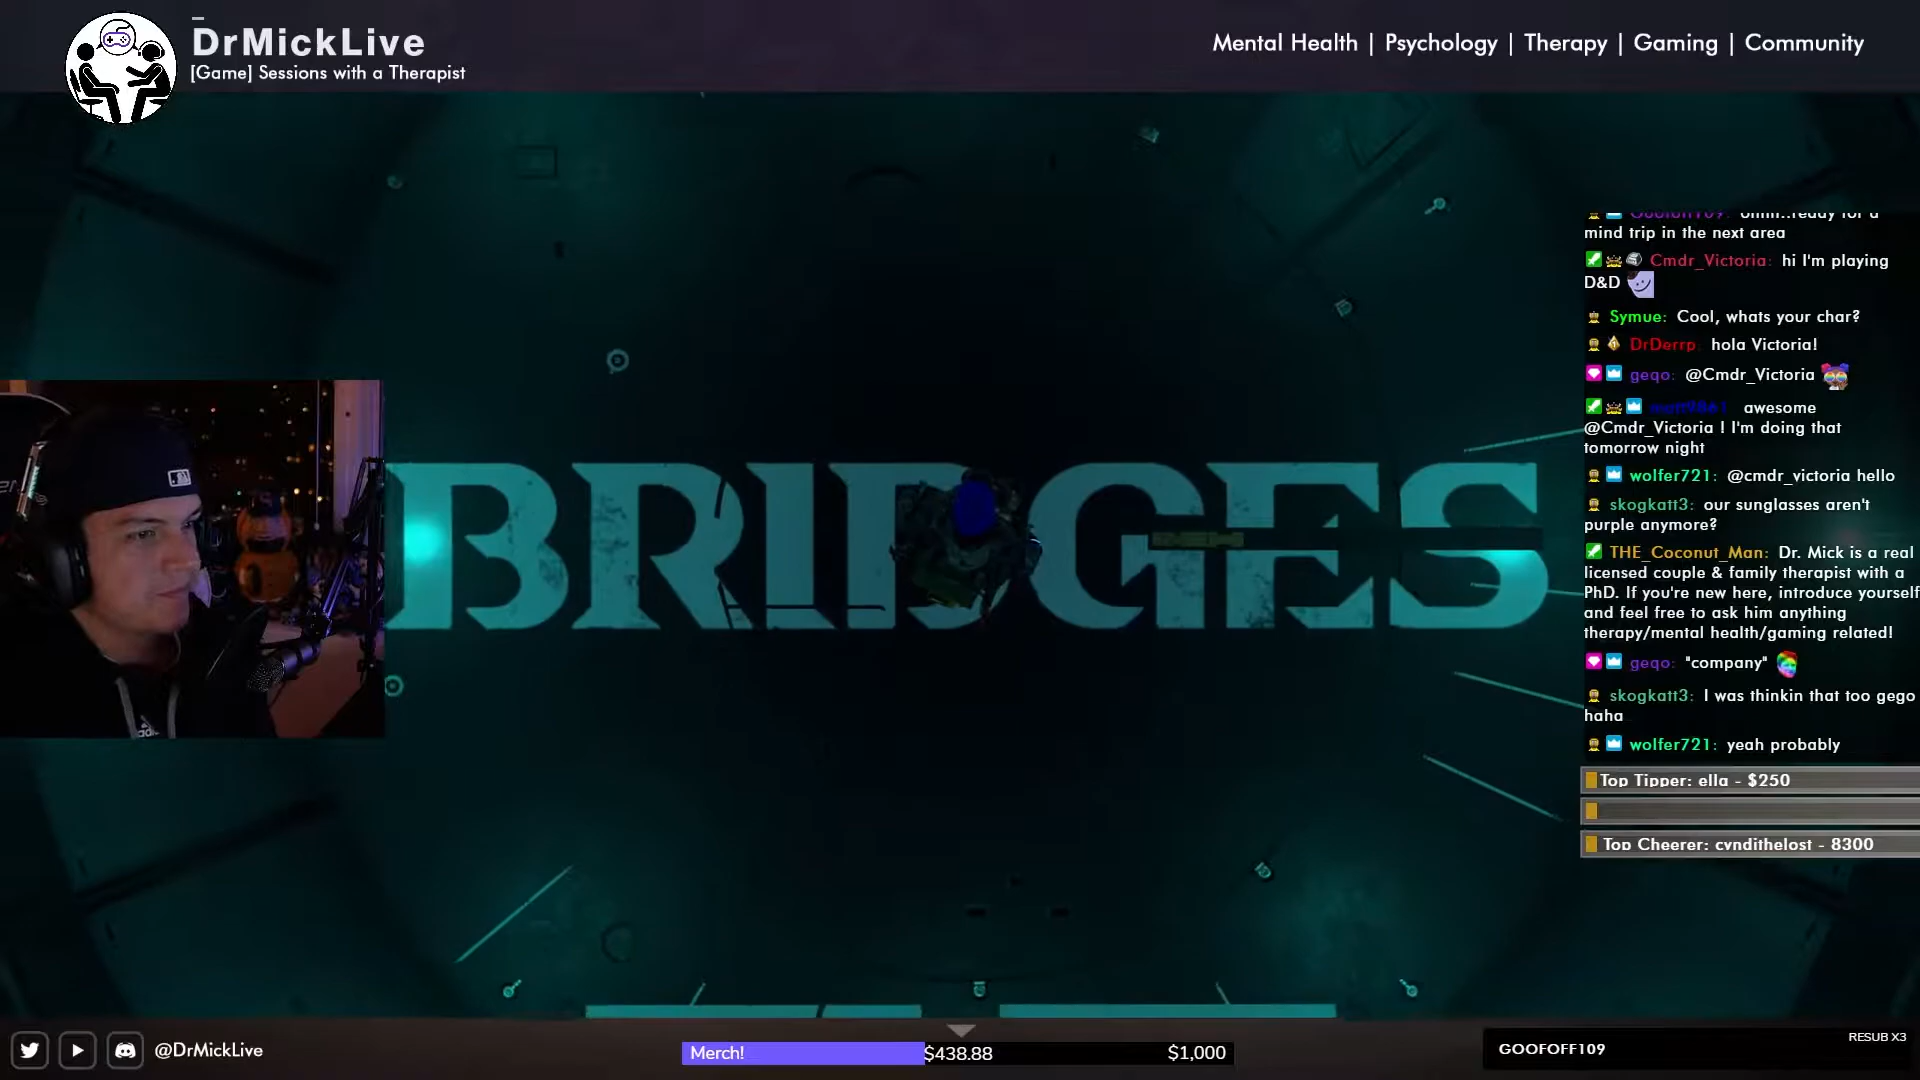 DrMickLive
[Game] Sessions with a Therapist
Mental Health | Psychology | Therapy | Gaming | Community
BRIDGES
Goofoff109: ohhh..ready for a
mind trip in the next area
Cmdr_Victoria: hi I'm playing
D&D
Symue: Cool, whats your char?
DrDerrp: hola Victoria!
geqo: @Cmdr_Victoria
awesome
@Cmdr_Victoria ! I'm doing that
tomorrow night
wolfer721: @cmdr_victoria hello
skogkatt3: our sunglasses aren't
purple anymore?
THE_Coconut_Man: Dr. Mick is a real
licensed couple & family therapist with a
PhD. If you're new here, introduce yourself
and feel free to ask him anything
therapy/mental health/gaming related!
geqo: "company"
skogkatt3: I was thinkin that too gego
haha
wolfer721: yeah probably
Top Tipper: ella - $250
Top Cheerer: cyndithelost - 8300
@DrMickLive
Merch!
$438.88
$1,000
RESUB X3
GOOFOFF109